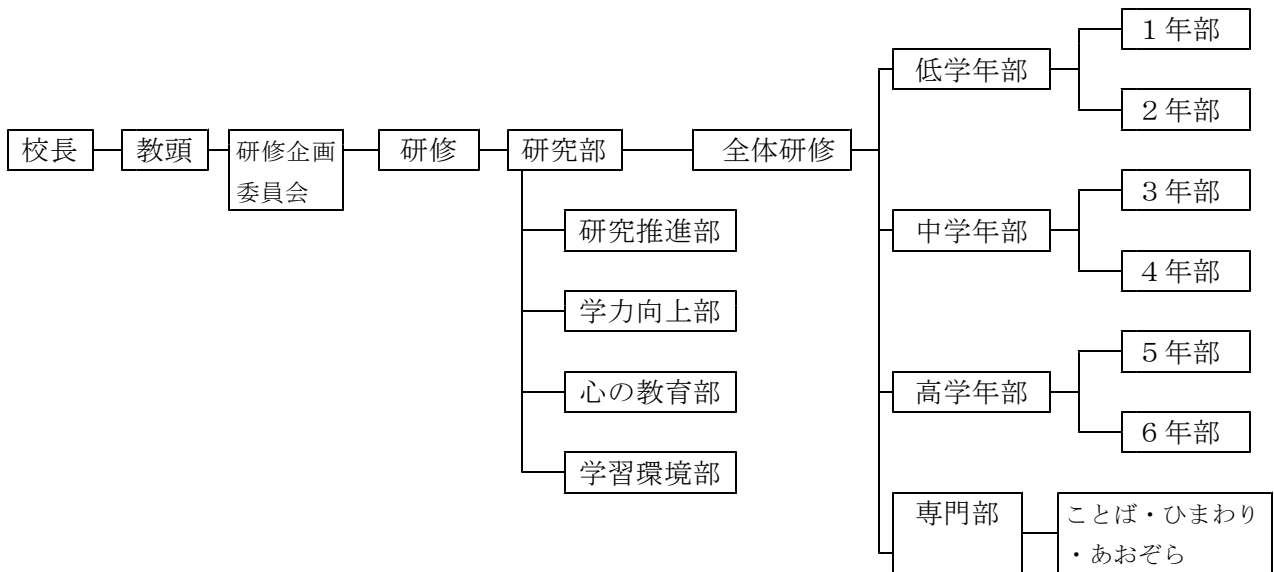 校長
教頭
研修企画
委員会
研修
研究部
研究推進部
学力向上部
心の教育部
学習環境部
全体研修
低学年部
１年部
２年部
中学年部
３年部
４年部
高学年部
５年部
６年部
専門部
ことば・ひまわり
・あおぞら